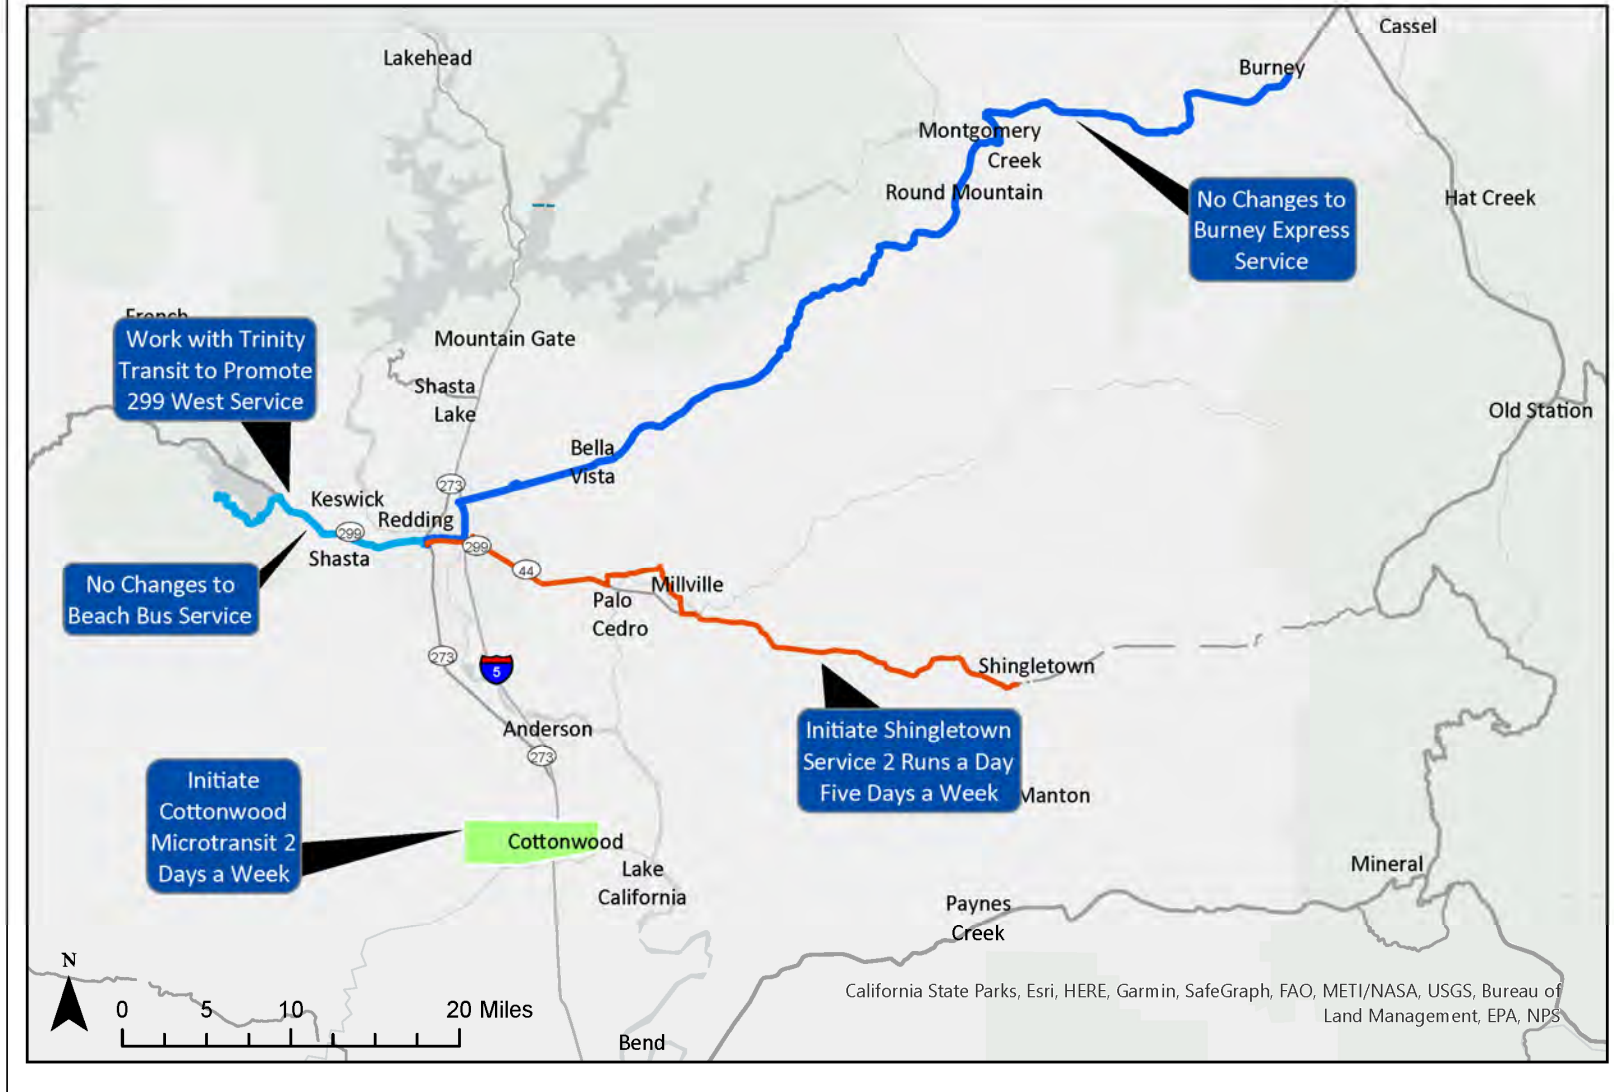 Cassel
Lakehead
Burney
Montgomery
Creek
Round Mountain
No Changes to
Burney Express
Service
Hat Creek
French
Work with Trinity
Transit to Promote
299 West Service
Mountain Gate
Shasta
Lake
Old Station
Bella
Vista
273
Keswick
Redding
299
299
Shasta
No Changes to
Beach Bus Service
44
Millville
Palo
Cedro
273
5
Shingletown
Anderson
273
Initiate Shingletown
Service 2 Runs a Day
Five Days a Week
Manton
Initiate
Cottonwood
Microtransit 2
Days a Week
Cottonwood
Lake
California
Mineral
Paynes
Creek
N
0 5 10 20 Miles
California State Parks, Esri, HERE, Garmin, SafeGraph, FAO, METI/NASA, USGS, Bureau of
Land Management, EPA, NPS
Bend